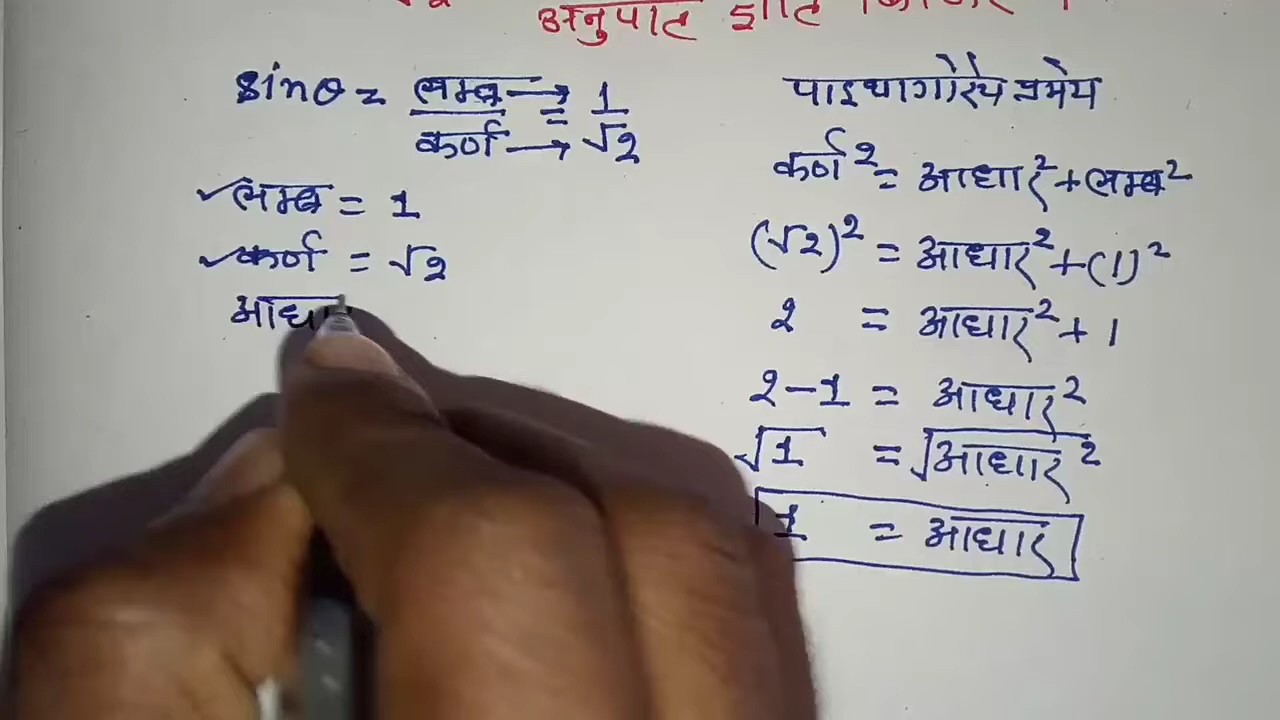 अनुपात ज्ञात
sinθ = लम्ब → = 1
कर्ण → √2
✓लम्ब = 1
✓कर्ण = √2
आधा
पाइथागोरेय प्रमेय
कर्ण² = आधार² + लम्ब²
(√2)² = आधार² + (1)²
2 = आधार² + 1
2 - 1 = आधार²
√1 = √आधार²
1 = आधार